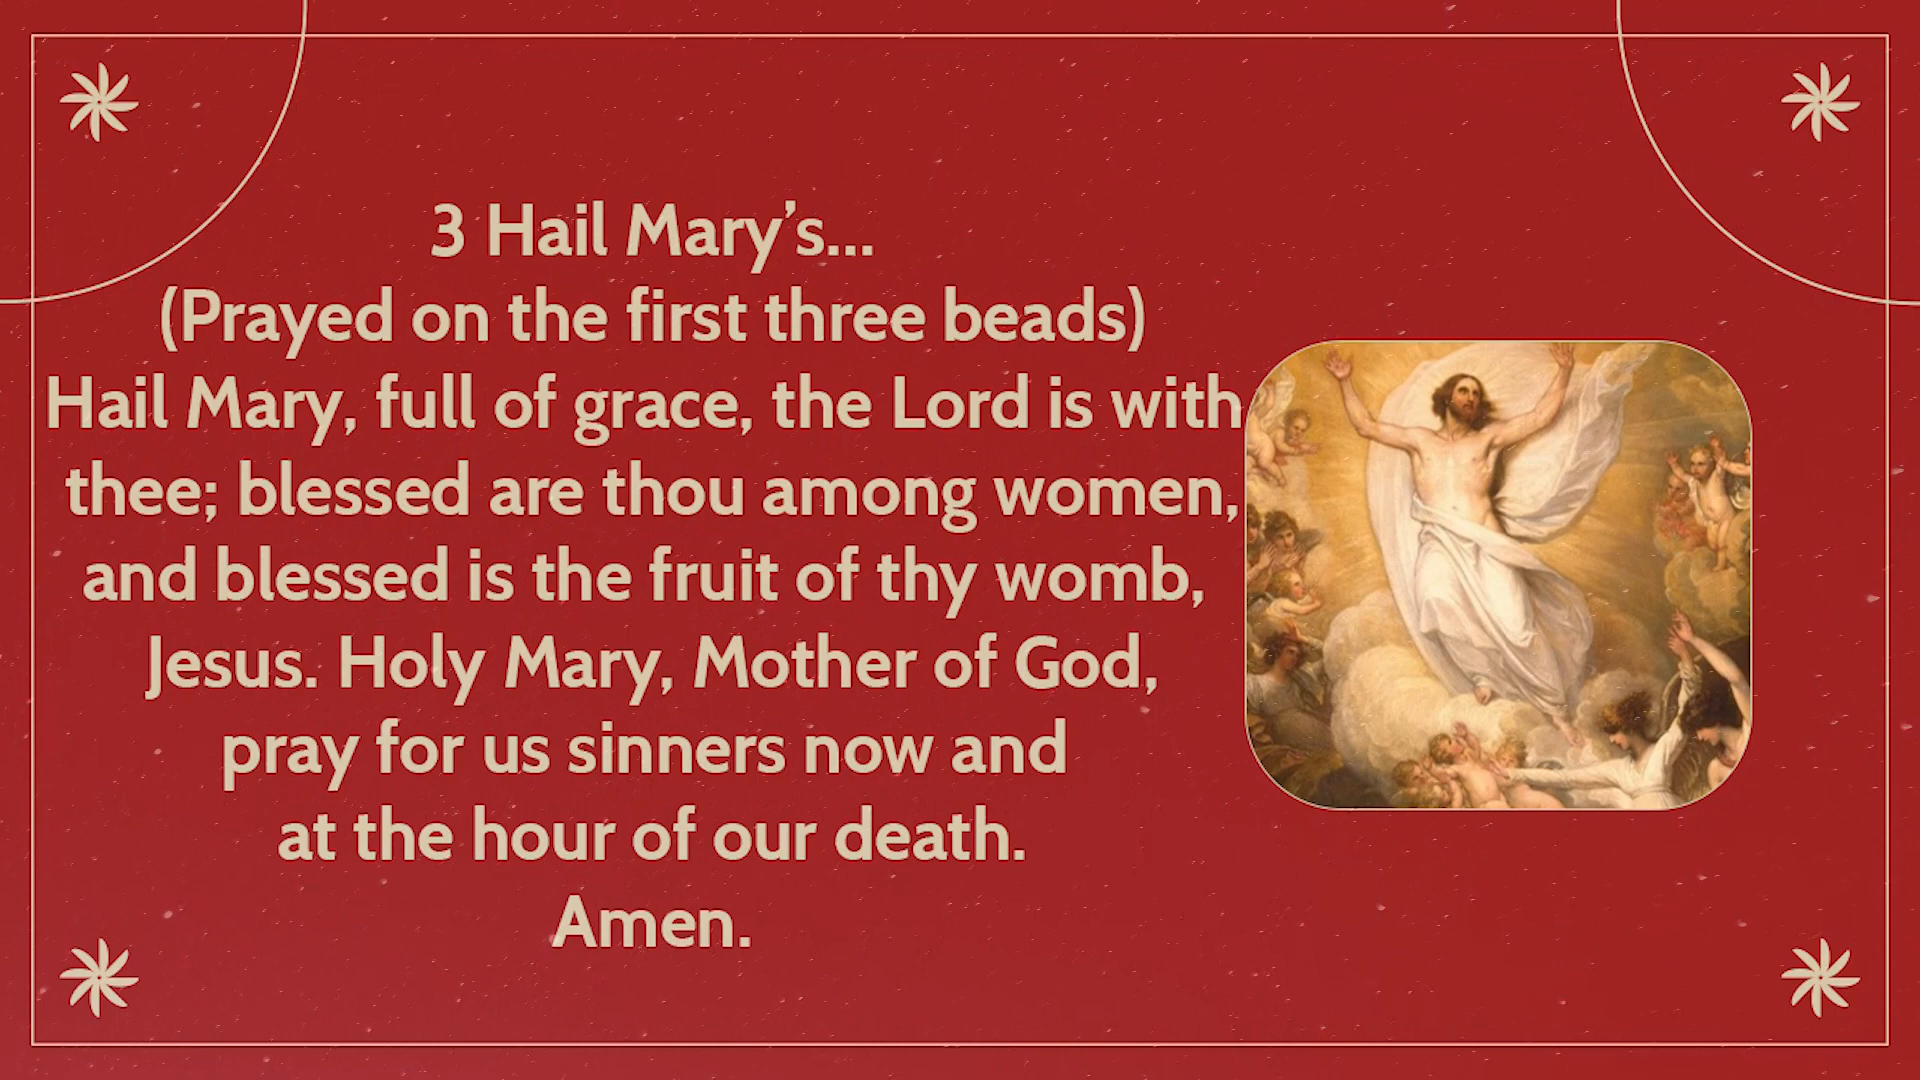 3 Hail Mary’s...
(Prayed on the first three beads)
Hail Mary, full of grace, the Lord is with
thee; blessed are thou among women,
and blessed is the fruit of thy womb,
Jesus. Holy Mary, Mother of God,
pray for us sinners now and
at the hour of our death.
Amen.